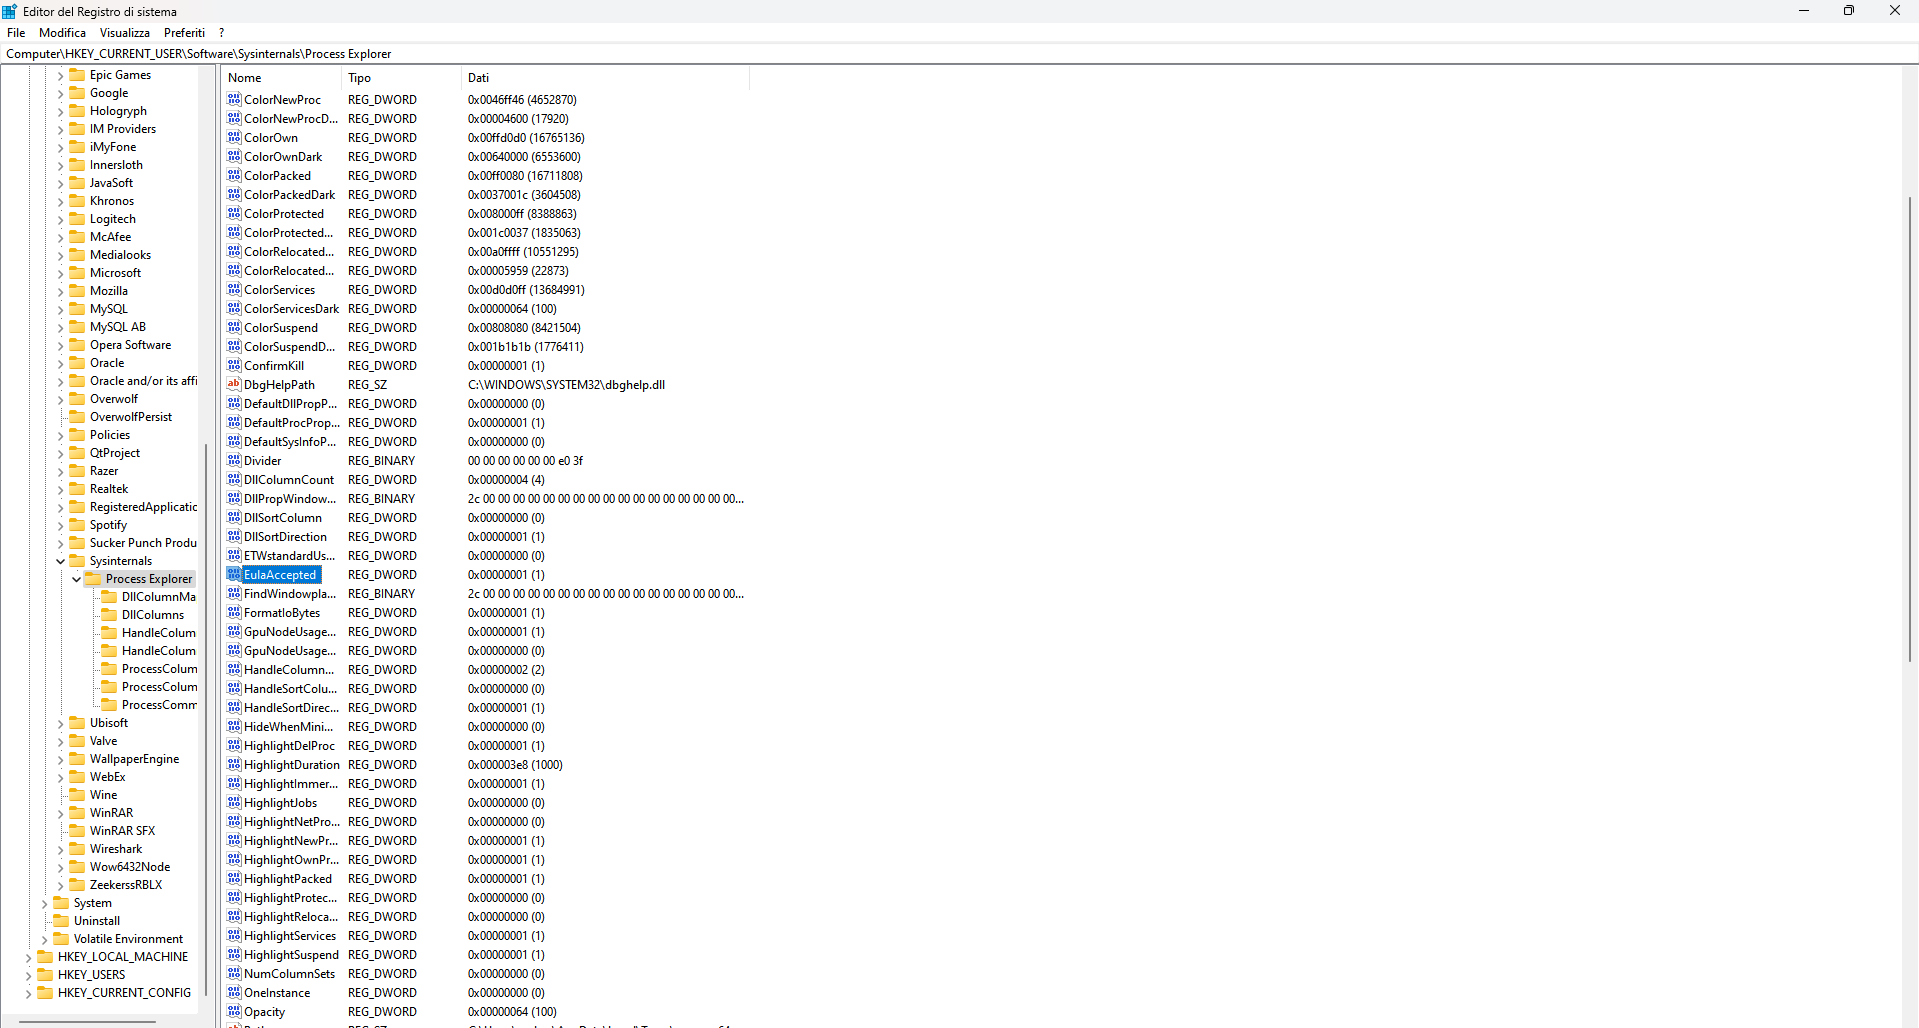 Editor del Registro di sistema
File Modifica Visualizza Preferiti ?
Computer\HKEY_CURRENT_USER\Software\Sysinternals\Process Explorer
Epic Games
Google
Hologryph
IM Providers
iMyFone
Innersloth
JavaSoft
Khronos
Logitech
McAfee
Medialooks
Microsoft
Mozilla
MySQL
MySQL AB
Opera Software
Oracle
Oracle and/or its affi
Overwolf
OverwolfPersist
Policies
QtProject
Razer
Realtek
RegisteredApplicatic
Spotify
Sucker Punch Produ
Sysinternals
Process Explorer
DllColumnMa
DllColumns
HandleColum
HandleColum
ProcessColum
ProcessColum
ProcessComm
Ubisoft
Valve
WallpaperEngine
WebEx
Wine
WinRAR
WinRAR SFX
Wireshark
Wow6432Node
ZeekerssRBLX
System
Uninstall
Volatile Environment
HKEY_LOCAL_MACHINE
HKEY_USERS
HKEY_CURRENT_CONFIG
Nome Tipo Dati
ColorNewProc REG_DWORD 0x0046ff46 (4652870)
ColorNewProcD... REG_DWORD 0x00004600 (17920)
ColorOwn REG_DWORD 0x00ffd0d0 (16765136)
ColorOwnDark REG_DWORD 0x00640000 (6553600)
ColorPacked REG_DWORD 0x00ff0080 (16711808)
ColorPackedDark REG_DWORD 0x0037001c (3604508)
ColorProtected REG_DWORD 0x008000ff (8388863)
ColorProtected... REG_DWORD 0x001c0037 (1835063)
ColorRelocated... REG_DWORD 0x00a0ffff (10551295)
ColorRelocated... REG_DWORD 0x00005959 (22873)
ColorServices REG_DWORD 0x00d0d0ff (13684991)
ColorServicesDark REG_DWORD 0x00000064 (100)
ColorSuspend REG_DWORD 0x00808080 (8421504)
ColorSuspendD... REG_DWORD 0x001b1b1b (1776411)
ConfirmKill REG_DWORD 0x00000001 (1)
DbgHelpPath REG_SZ C:\WINDOWS\SYSTEM32\dbghelp.dll
DefaultDllPropP... REG_DWORD 0x00000000 (0)
DefaultProcProp... REG_DWORD 0x00000001 (1)
DefaultSysInfoP... REG_DWORD 0x00000000 (0)
Divider REG_BINARY 00 00 00 00 00 00 e0 3f
DllColumnCount REG_DWORD 0x00000004 (4)
DllPropWindow... REG_BINARY 2c 00 00 00 00 00 00 00 00 00 00 00 00 00 00 00 00 00...
DllSortColumn REG_DWORD 0x00000000 (0)
DllSortDirection REG_DWORD 0x00000001 (1)
ETWstandardUs... REG_DWORD 0x00000000 (0)
EulaAccepted REG_DWORD 0x00000001 (1)
FindWindowpla... REG_BINARY 2c 00 00 00 00 00 00 00 00 00 00 00 00 00 00 00 00 00...
FormatIoBytes REG_DWORD 0x00000001 (1)
GpuNodeUsage... REG_DWORD 0x00000001 (1)
GpuNodeUsage... REG_DWORD 0x00000000 (0)
HandleColumn... REG_DWORD 0x00000002 (2)
HandleSortColu... REG_DWORD 0x00000000 (0)
HandleSortDirec... REG_DWORD 0x00000001 (1)
HideWhenMini... REG_DWORD 0x00000000 (0)
HighlightDelProc REG_DWORD 0x00000001 (1)
HighlightDuration REG_DWORD 0x000003e8 (1000)
HighlightImmer... REG_DWORD 0x00000001 (1)
HighlightJobs REG_DWORD 0x00000000 (0)
HighlightNetPro... REG_DWORD 0x00000000 (0)
HighlightNewPr... REG_DWORD 0x00000001 (1)
HighlightOwnPr... REG_DWORD 0x00000001 (1)
HighlightPacked REG_DWORD 0x00000001 (1)
HighlightProtec... REG_DWORD 0x00000000 (0)
HighlightReloca... REG_DWORD 0x00000000 (0)
HighlightServices REG_DWORD 0x00000001 (1)
HighlightSuspend REG_DWORD 0x00000001 (1)
NumColumnSets REG_DWORD 0x00000000 (0)
OneInstance REG_DWORD 0x00000000 (0)
Opacity REG_DWORD 0x00000064 (100)